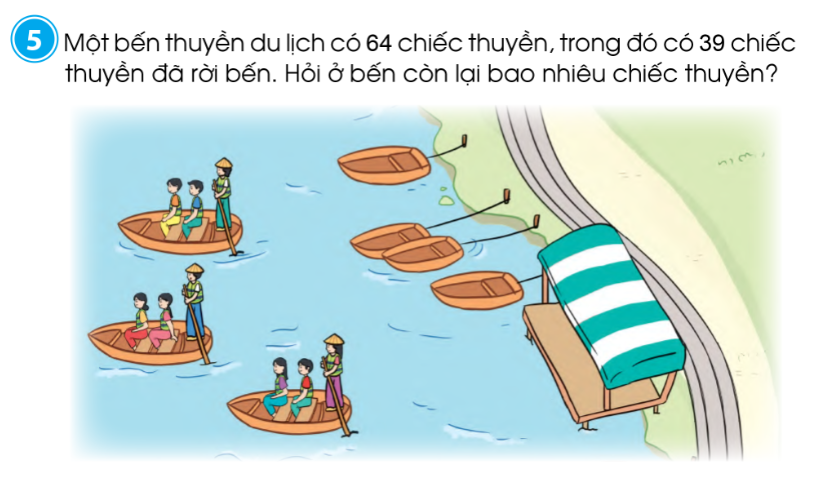 5 Một bến thuyền du lịch có 64 chiếc thuyền, trong đó có 39 chiếc
thuyền đã rời bến. Hỏi ở bến còn lại bao nhiêu chiếc thuyền?